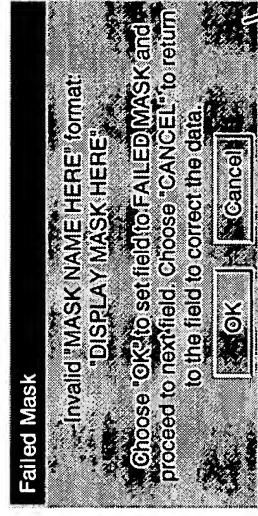 Failed Mask
Invalid "MASK NAME HERE" format:
"DISPLAY MASK HERE"
Choose "OK" to set field to FAILED MASK and
proceed to next field. Choose "CANCEL" to return
to the field to correct the data.
OK
Cancel